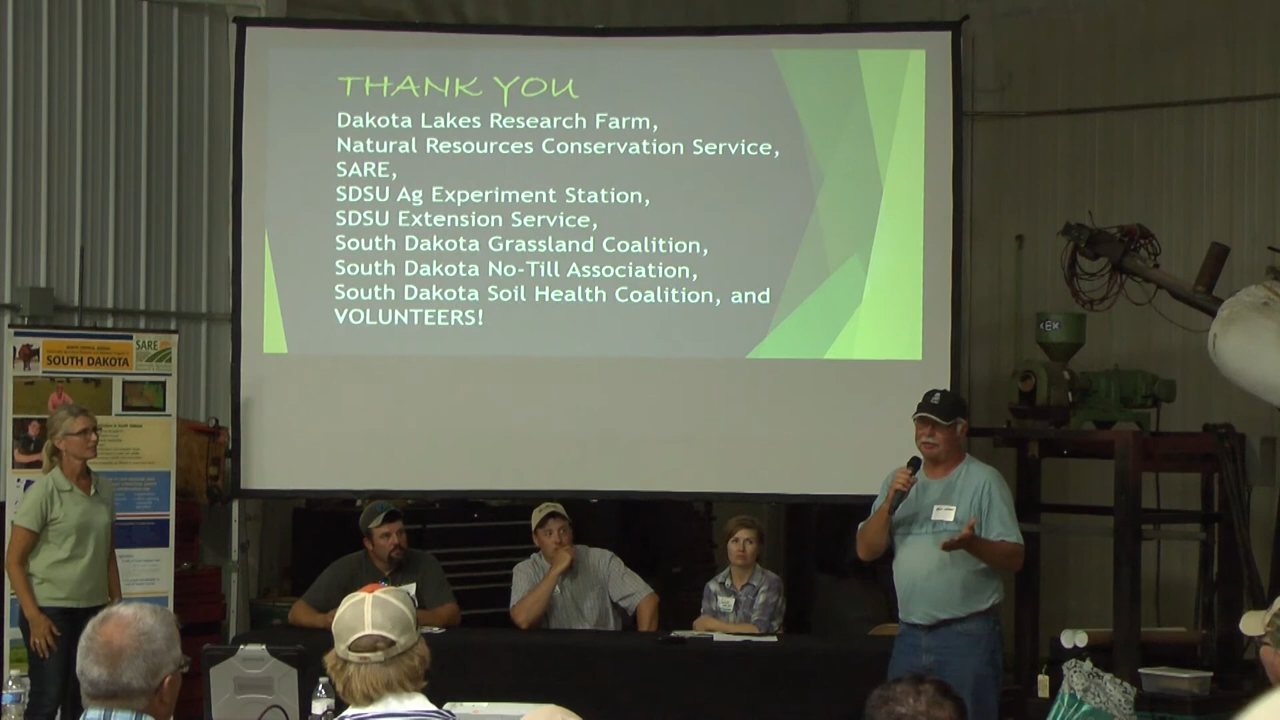 THANK YOU
Dakota Lakes Research Farm,
Natural Resources Conservation Service,
SARE,
SDSU Ag Experiment Station,
SDSU Extension Service,
South Dakota Grassland Coalition,
South Dakota No-Till Association,
South Dakota Soil Health Coalition, and
VOLUNTEERS!
SARE
SOUTH DAKOTA